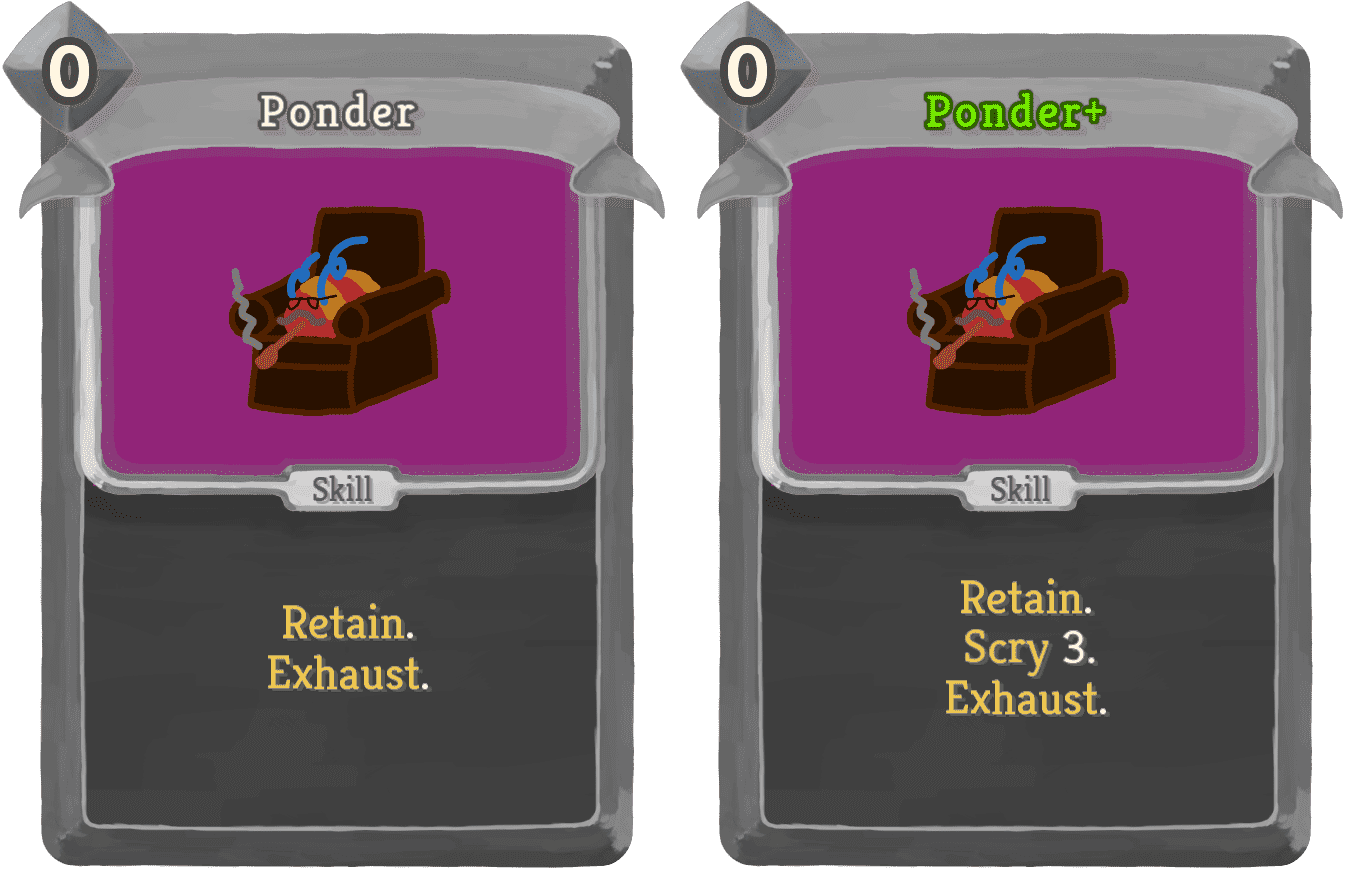 0
Ponder
Skill
Retain.
Exhaust.
0
Ponder+
Skill
Retain.
Scry 3.
Exhaust.